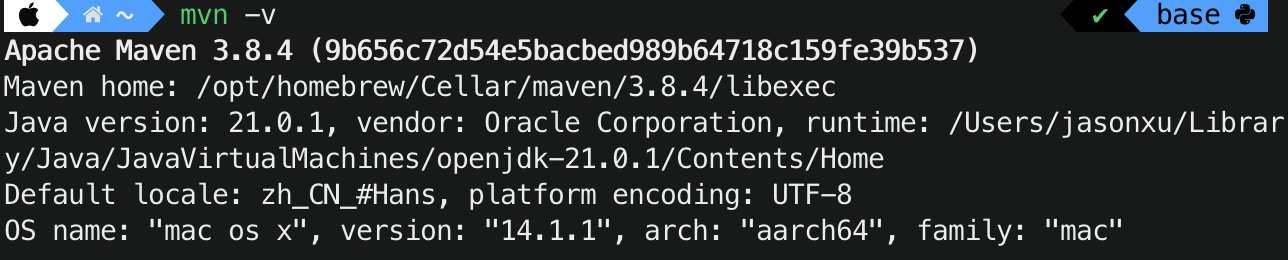 ~ mvn -v ✔ base
Apache Maven 3.8.4 (9b656c72d54e5bacbed989b64718c159fe39b537)
Maven home: /opt/homebrew/Cellar/maven/3.8.4/libexec
Java version: 21.0.1, vendor: Oracle Corporation, runtime: /Users/jasonxu/Librar
y/Java/JavaVirtualMachines/openjdk-21.0.1/Contents/Home
Default locale: zh_CN_#Hans, platform encoding: UTF-8
OS name: "mac os x", version: "14.1.1", arch: "aarch64", family: "mac"